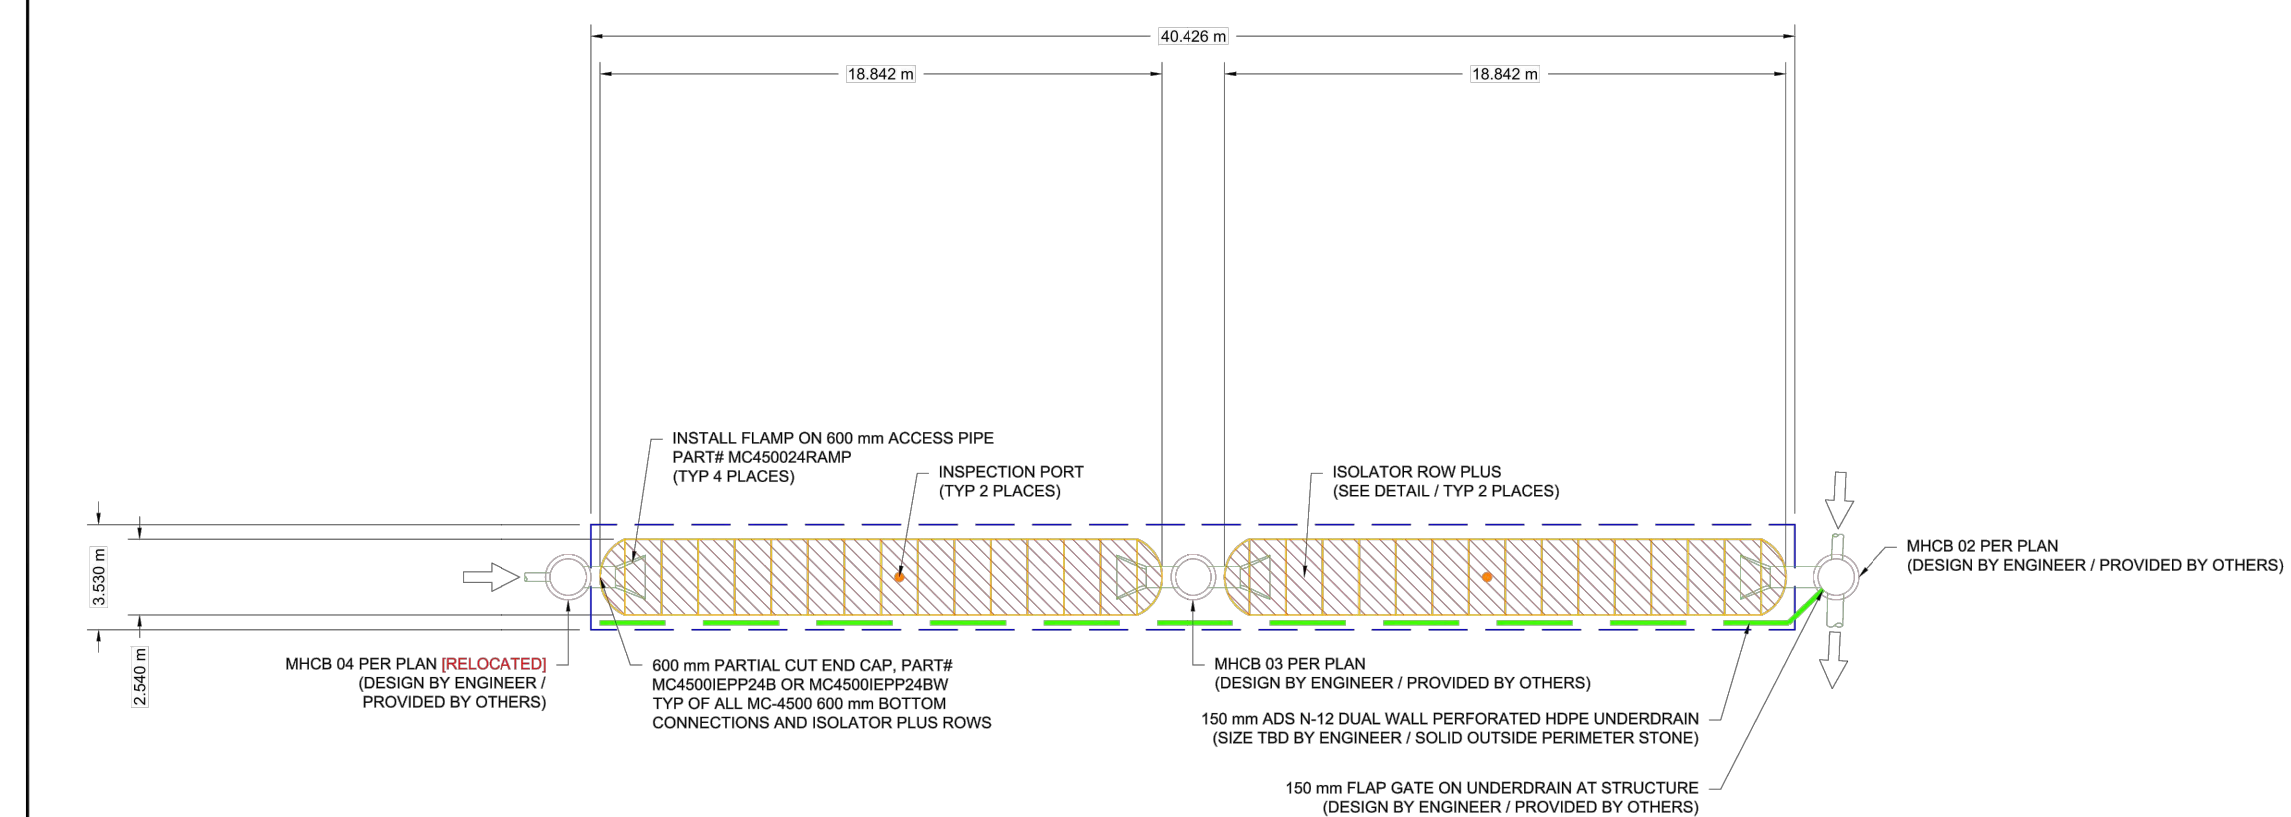 40.426 m
18.842 m
18.842 m
INSTALL FLAMP ON 600 mm ACCESS PIPE
PART# MC450024RAMP
(TYP 4 PLACES)
INSPECTION PORT
(TYP 2 PLACES)
ISOLATOR ROW PLUS
(SEE DETAIL / TYP 2 PLACES)
MHCB 02 PER PLAN
(DESIGN BY ENGINEER / PROVIDED BY OTHERS)
3.530 m
2.540 m
MHCB 04 PER PLAN [RELOCATED]
(DESIGN BY ENGINEER /
PROVIDED BY OTHERS)
600 mm PARTIAL CUT END CAP, PART#
MC4500IEPP24B OR MC4500IEPP24BW
TYP OF ALL MC-4500 600 mm BOTTOM
CONNECTIONS AND ISOLATOR PLUS ROWS
MHCB 03 PER PLAN
(DESIGN BY ENGINEER / PROVIDED BY OTHERS)
150 mm ADS N-12 DUAL WALL PERFORATED HDPE UNDERDRAIN
(SIZE TBD BY ENGINEER / SOLID OUTSIDE PERIMETER STONE)
150 mm FLAP GATE ON UNDERDRAIN AT STRUCTURE
(DESIGN BY ENGINEER / PROVIDED BY OTHERS)